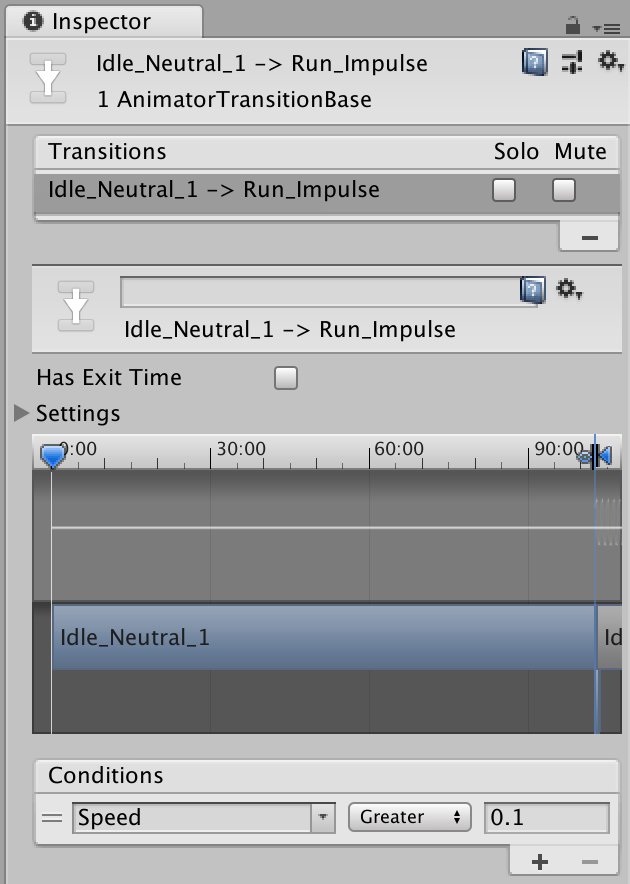 Inspector
Idle_Neutral_1 -> Run_Impulse
1 AnimatorTransitionBase
Transitions Solo Mute
Idle_Neutral_1 -> Run_Impulse
Idle_Neutral_1 -> Run_Impulse
Has Exit Time
Settings
0:00 30:00 60:00 90:00
Idle_Neutral_1 Id
Conditions
Speed Greater 0.1